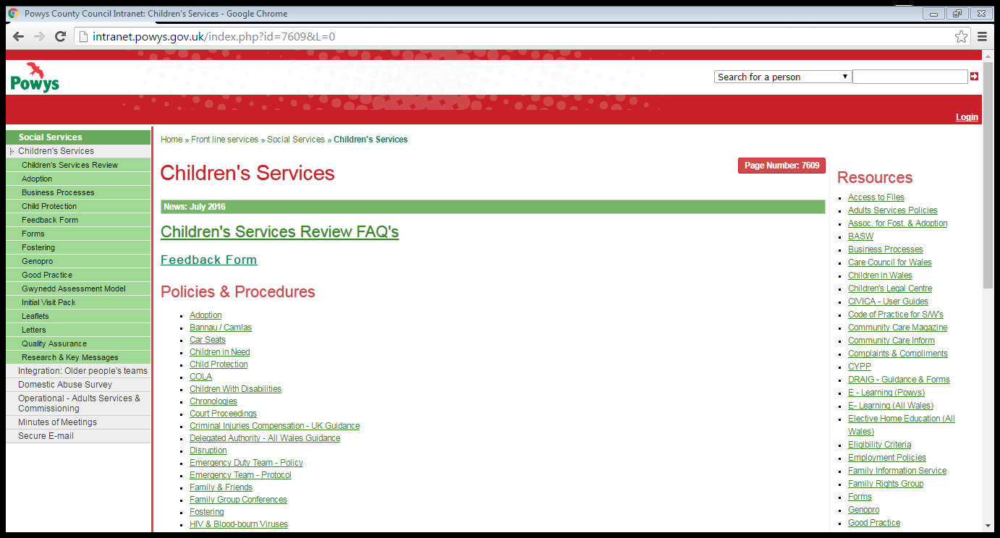 Powys County Council Intranet: Children's Services - Google Chrome
intranet.powys.gov.uk/index.php?id=7609&L=0
Powys
Search for a person
Login
Social Services
Children's Services
Children's Services Review
Adoption
Business Processes
Child Protection
Feedback Form
Forms
Fostering
Genopro
Good Practice
Gwynedd Assessment Model
Initial Visit Pack
Leaflets
Letters
Quality Assurance
Research & Key Messages
Integration: Older people's teams
Domestic Abuse Survey
Operational - Adults Services &
Commissioning
Minutes of Meetings
Secure E-mail
Home » Front line services » Social Services » Children's Services
Page Number: 7609
Children's Services
News: July 2016
Children's Services Review FAQ's
Feedback Form
Policies & Procedures
Adoption
Bannau / Camlas
Car Seats
Children in Need
Child Protection
COLA
Children With Disabilities
Chronologies
Court Proceedings
Criminal Injuries Compensation - UK Guidance
Delegated Authority - All Wales Guidance
Disruption
Emergency Duty Team - Policy
Emergency Team - Protocol
Family & Friends
Family Group Conferences
Fostering
HIV & Blood-bourn Viruses
Resources
Access to Files
Adults Services Policies
Assoc. for Fost. & Adoption
BASW
Business Processes
Care Council for Wales
Children in Wales
Children's Legal Centre
CIVICA - User Guides
Code of Practice for S/W's
Community Care Magazine
Community Care Inform
Complaints & Compliments
CYPP
DRAIG - Guidance & Forms
E - Learning (Powys)
E- Learning (All Wales)
Elective Home Education (All
Wales)
Eligibility Criteria
Employment Policies
Family Information Service
Family Rights Group
Forms
Genopro
Good Practice